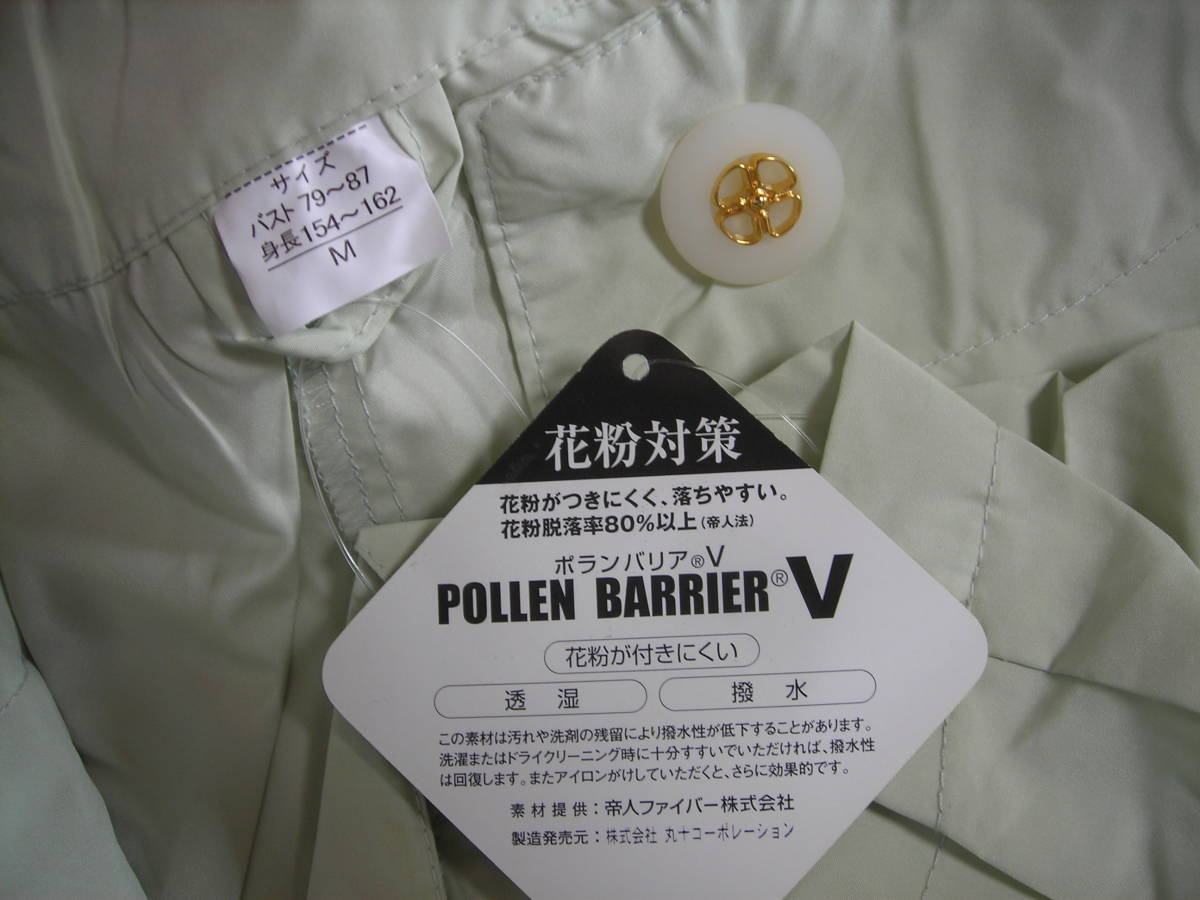 サイズ
バスト79~87
身長154~162
M
花粉対策
花粉がつきにくく、落ちやすい。
花粉脱落率80%以上(帝人法)
ポランバリア®V
POLLEN BARRIER® V
花粉が付きにくい
透湿
撥水
この素材は汚れや洗剤の残留により撥水性が低下することがあります。
洗濯またはドライクリーニング時に十分すすいでいただければ、撥水性
は回復します。またアイロンがけしていただくと、さらに効果的です。
素材提供:帝人ファイバー株式会社
製造発売元:株式会社 丸十コーポレーション